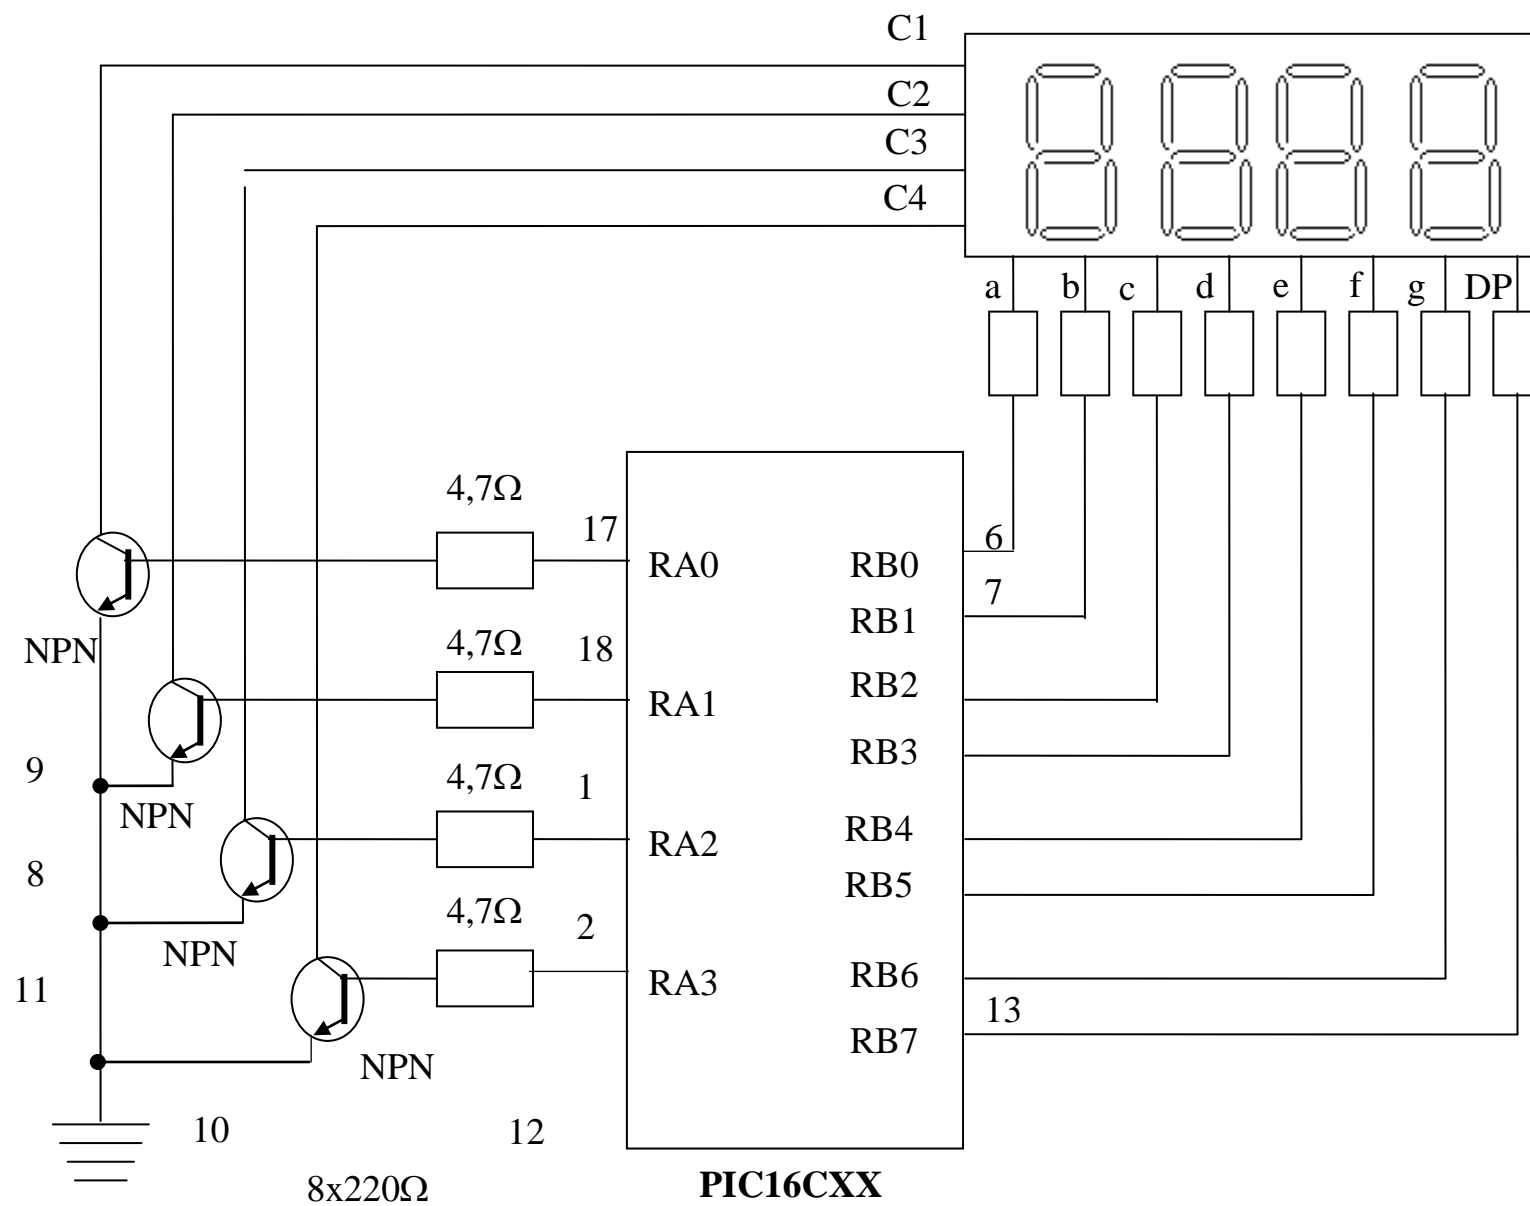 C1
C2
C3
C4
a b c d e f g DP
4,7Ω
17
RA0
RB0
6
7
RB1
NPN
4,7Ω
18
RA1
RB2
RB3
9
NPN
4,7Ω
1
RA2
RB4
8
RB5
4,7Ω
2
NPN
RA3
RB6
11
13
RB7
NPN
10
12
8x220Ω
PIC16CXX